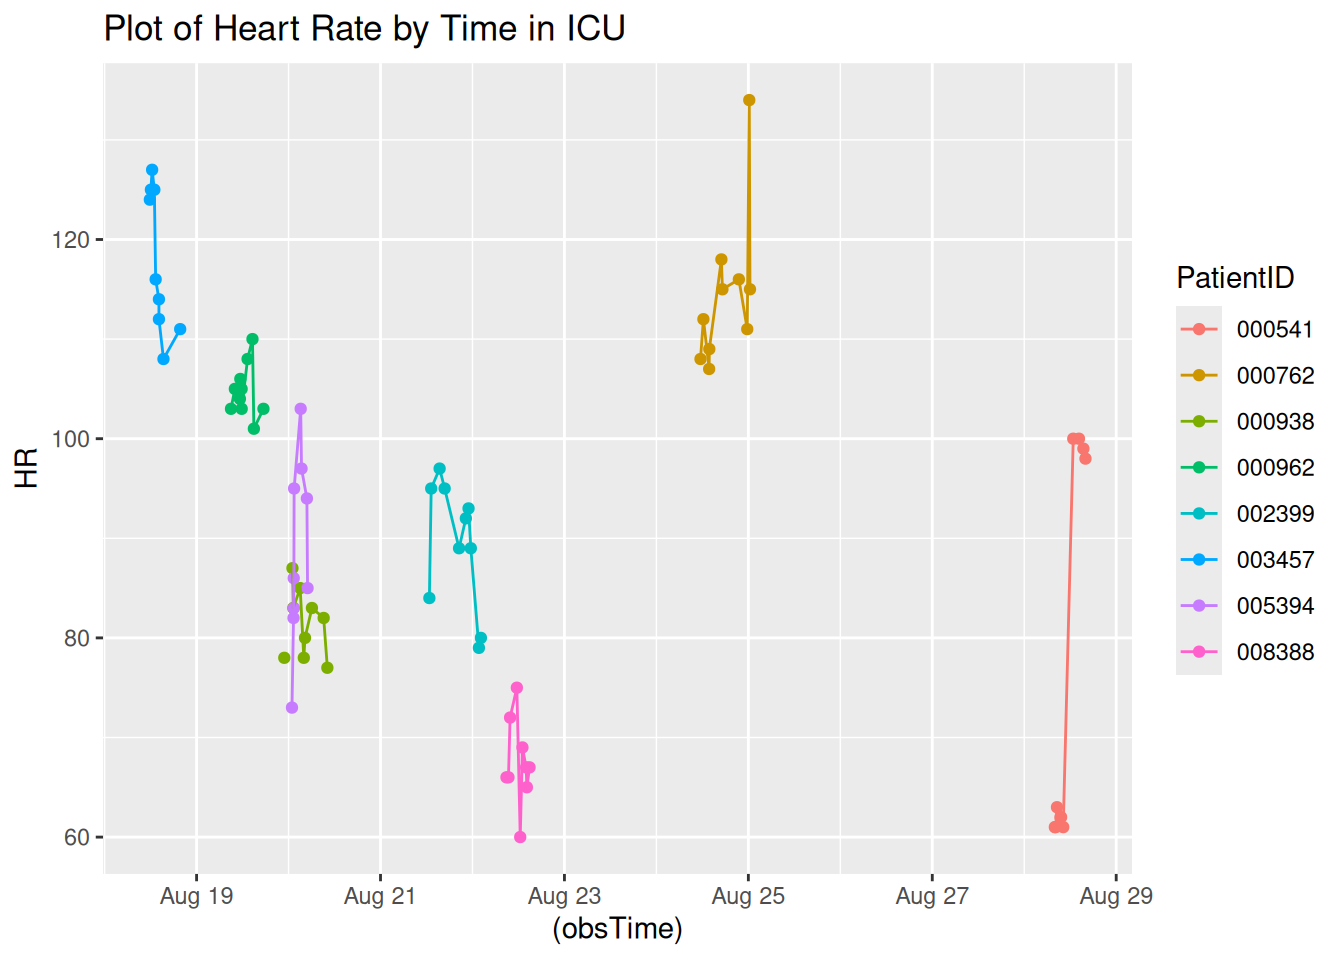 Plot of Heart Rate by Time in ICU
120
100
80
60
HR
Aug 19 Aug 21 Aug 23 Aug 25 Aug 27 Aug 29
(obsTime)
PatientID
000541
000762
000938
000962
002399
003457
005394
008388